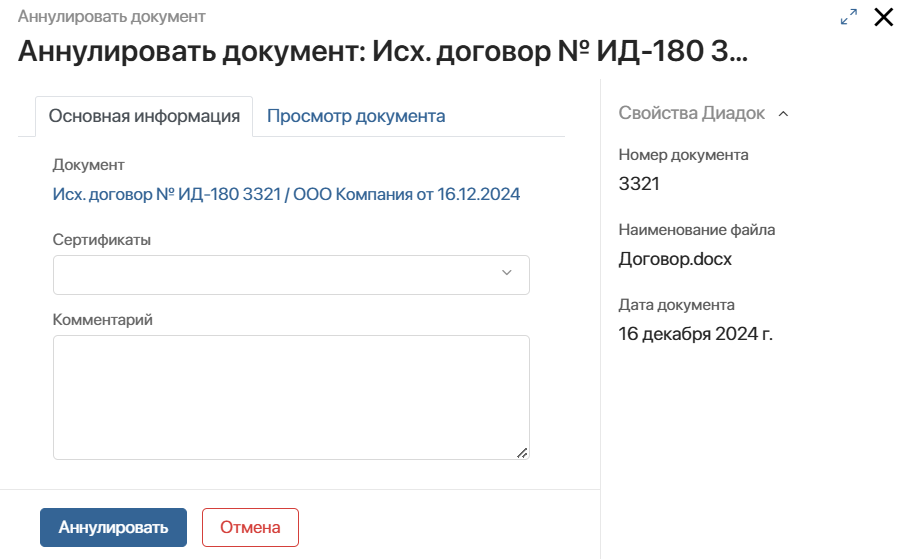 Аннулировать документ
Аннулировать документ: Исх. договор № ИД-180 3...
Основная информация
Просмотр документа
Документ
Исх. договор № ИД-180 3321 / ООО Компания от 16.12.2024
Сертификаты
Комментарий
Аннулировать
Отмена
Свойства Диадок
Номер документа
3321
Наименование файла
Договор.docx
Дата документа
16 декабря 2024 г.